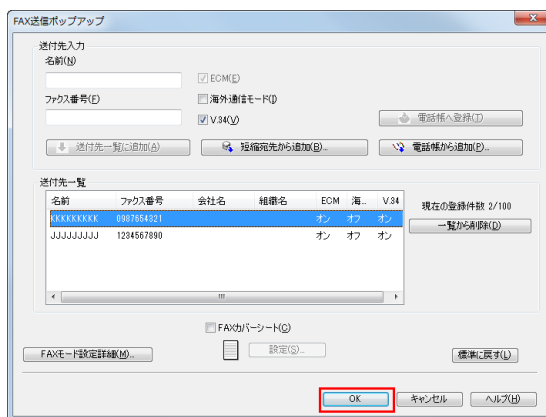 FAX送信ポップアップ
送付先入力
名前(N)
ECM(E)
ファクス番号(F)
海外通信モード(I)
V.34(V)
電話帳へ登録(T)
送付先一覧に追加(A)
短縮宛先から追加(B)...
電話帳から追加(P)...
送付先一覧
名前 ファクス番号 会社名 組織名 ECM 海... V.34
KKKKKKKKK 0987654321 オン オフ オン
JJJJJJJJJ 1234567890 オン オフ オン
現在の登録件数 2/100
一覧から削除(D)
FAXカバーシート(C)
FAXモード設定詳細(M)...
設定(S)...
標準に戻す(L)
OK キャンセル ヘルプ(H)